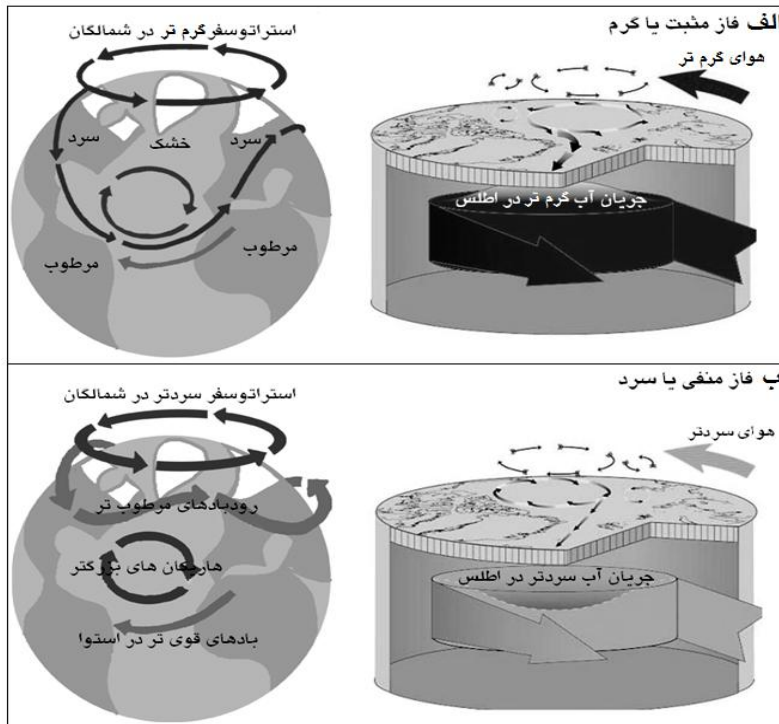 الف فاز مثبت یا گرم
هوای گرم تر
جریان آب گرم تر در اطلس
استراتوسفر گرم تر در شمالگان
سرد
خشک
سرد
مرطوب
مرطوب
ب فاز منفی یا سرد
هوای سردتر
جریان آب سردتر در اطلس
استراتوسفر سردتر در شمالگان
رودبادهای مرطوب تر
هاریکان های بزرگتر
بادهای قوی تر در استوا